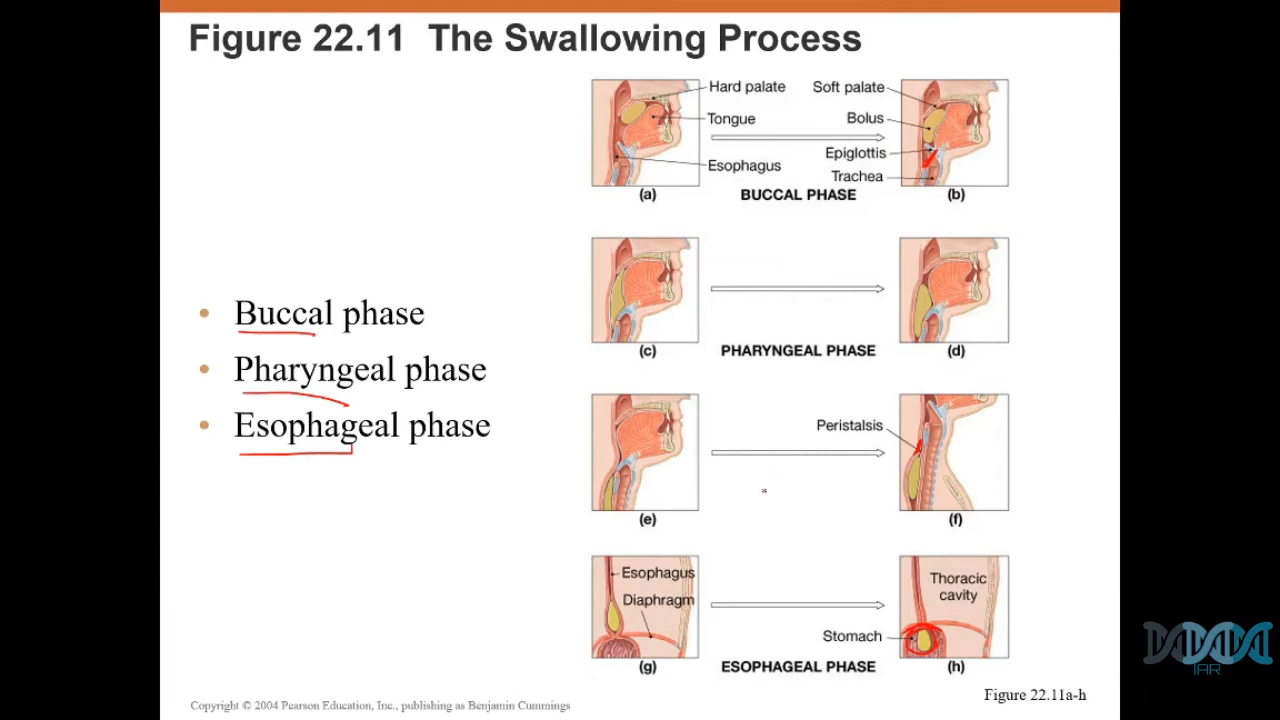 Figure 22.11 The Swallowing Process
• Buccal phase
• Pharyngeal phase
• Esophageal phase
Hard palate
Tongue
Esophagus
Soft palate
Bolus
Epiglottis
Trachea
(a)
BUCCAL PHASE
(b)
(c)
PHARYNGEAL PHASE
(d)
Peristalsis
(e)
(f)
Esophagus
Diaphragm
Thoracic
cavity
Stomach
(g)
ESOPHAGEAL PHASE
(h)
Figure 22.11a-h
Copyright © 2004 Pearson Education, Inc., publishing as Benjamin Cummings
IAR